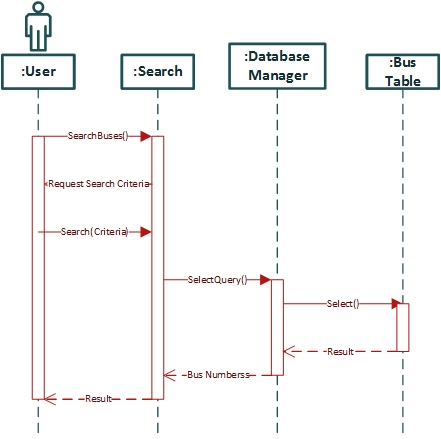 :User
:Search
:Database
Manager
:Bus
Table
SearchBuses()
Request Search Criteria
Search(Criteria)
SelectQuery()
Select()
Result
Bus Numberss
Result